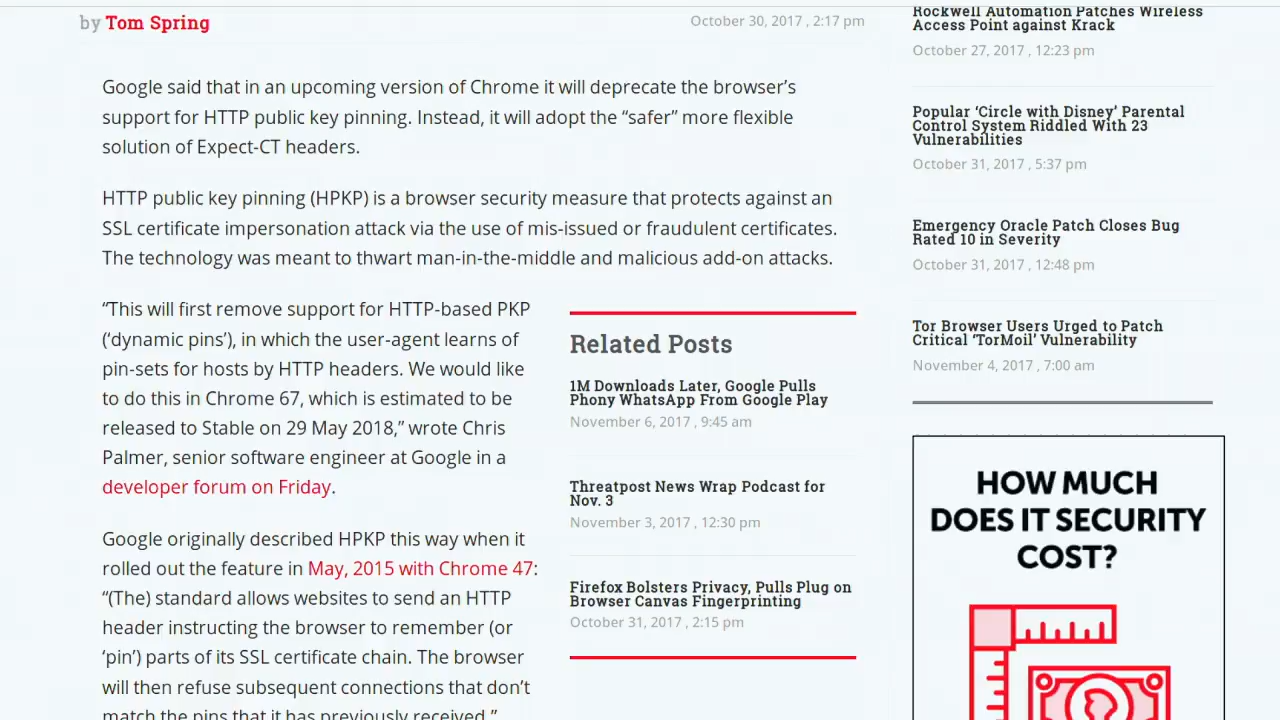 by Tom Spring
October 30, 2017 , 2:17 pm
Google said that in an upcoming version of Chrome it will deprecate the browser’s
support for HTTP public key pinning. Instead, it will adopt the “safer” more flexible
solution of Expect-CT headers.
HTTP public key pinning (HPKP) is a browser security measure that protects against an
SSL certificate impersonation attack via the use of mis-issued or fraudulent certificates.
The technology was meant to thwart man-in-the-middle and malicious add-on attacks.
“This will first remove support for HTTP-based PKP
(‘dynamic pins’), in which the user-agent learns of
pin-sets for hosts by HTTP headers. We would like
to do this in Chrome 67, which is estimated to be
released to Stable on 29 May 2018,” wrote Chris
Palmer, senior software engineer at Google in a
developer forum on Friday.
Google originally described HPKP this way when it
rolled out the feature in May, 2015 with Chrome 47:
“(The) standard allows websites to send an HTTP
header instructing the browser to remember (or
‘pin’) parts of its SSL certificate chain. The browser
will then refuse subsequent connections that don’t
match the pins that it has previously received.”
Related Posts
1M Downloads Later, Google Pulls
Phony WhatsApp From Google Play
November 6, 2017 , 9:45 am
Threatpost News Wrap Podcast for
Nov. 3
November 3, 2017 , 12:30 pm
Firefox Bolsters Privacy, Pulls Plug on
Browser Canvas Fingerprinting
October 31, 2017 , 2:15 pm
Rockwell Automation Patches Wireless
Access Point against Krack
October 27, 2017 , 12:23 pm
Popular ‘Circle with Disney’ Parental
Control System Riddled With 23
Vulnerabilities
October 31, 2017 , 5:37 pm
Emergency Oracle Patch Closes Bug
Rated 10 in Severity
October 31, 2017 , 12:48 pm
Tor Browser Users Urged to Patch
Critical ‘TorMoil’ Vulnerability
November 4, 2017 , 7:00 am
HOW MUCH
DOES IT SECURITY
COST?